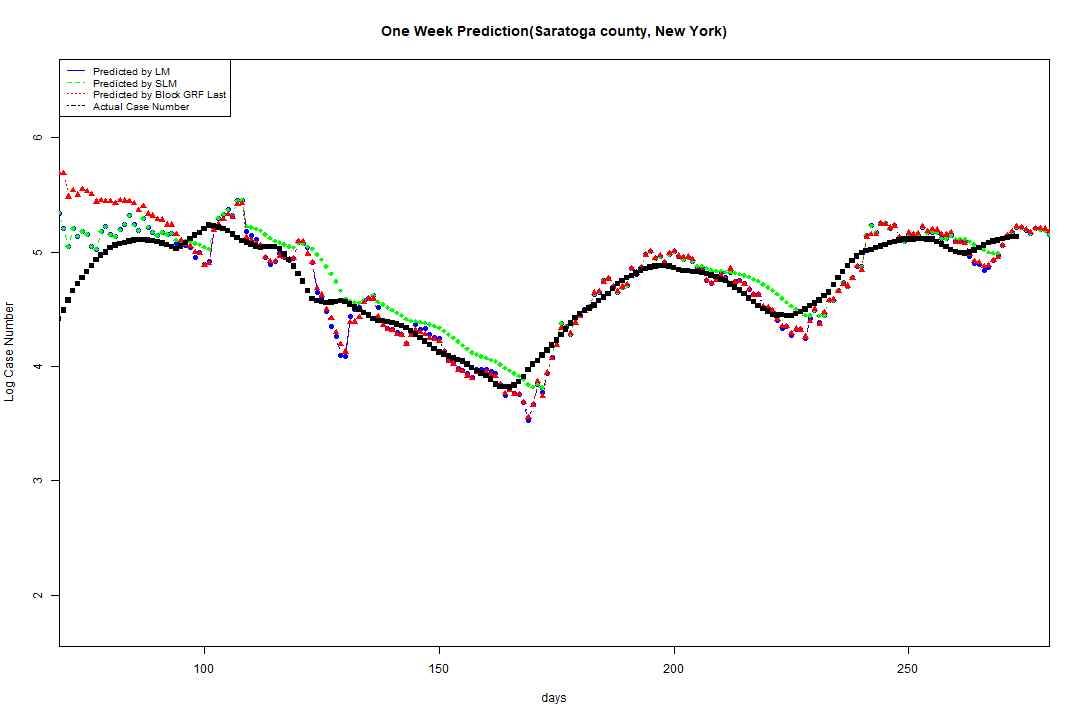 One Week Prediction(Saratoga county, New York)
Predicted by LM
Predicted by SLM
Predicted by Block GRF Last
Actual Case Number
6
5
4
3
2
Log Case Number
100 150 200 250
days